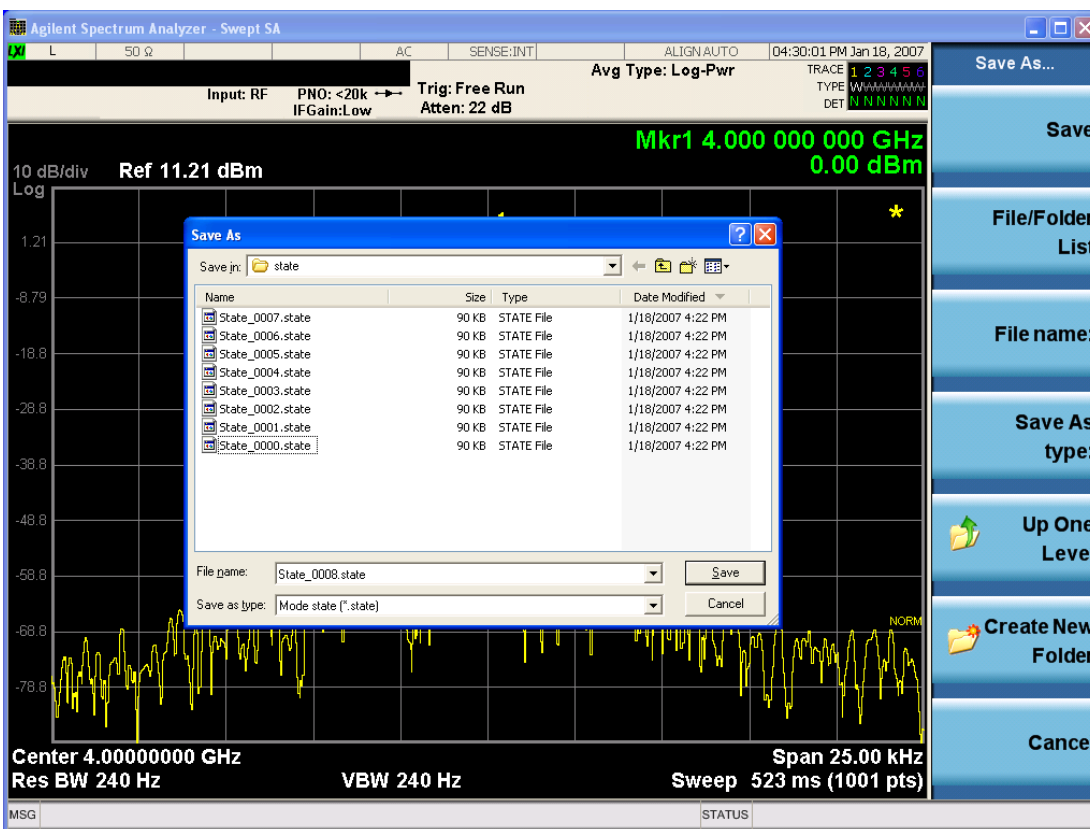 Agilent Spectrum Analyzer - Swept SA
LXI L 50 Ω AC SENSE:INT ALIGN AUTO 04:30:01 PM Jan 18, 2007
Input: RF PNO: <20k Trig: Free Run Avg Type: Log-Pwr TRACE 1 2 3 4 5 6
IFGain:Low Atten: 22 dB TYPE
DET N N N N N N
Mkr1 4.000 000 000 GHz
0.00 dBm
10 dB/div Ref 11.21 dBm
Log
1.21
-8.79
-18.8
-28.8
-38.8
-48.8
-58.8
-68.8
-78.8
NORM
Save As
Save in: state
Name Size Type Date Modified
State_0007.state 90 KB STATE File 1/18/2007 4:22 PM
State_0006.state 90 KB STATE File 1/18/2007 4:22 PM
State_0005.state 90 KB STATE File 1/18/2007 4:22 PM
State_0004.state 90 KB STATE File 1/18/2007 4:22 PM
State_0003.state 90 KB STATE File 1/18/2007 4:22 PM
State_0002.state 90 KB STATE File 1/18/2007 4:22 PM
State_0001.state 90 KB STATE File 1/18/2007 4:22 PM
State_0000.state 90 KB STATE File 1/18/2007 4:22 PM
File name: State_0008.state Save
Save as type: Mode state (*.state) Cancel
Center 4.00000000 GHz Span 25.00 kHz
Res BW 240 Hz VBW 240 Hz Sweep 523 ms (1001 pts)
MSG STATUS
Save As...
Save
File/Folder
List
File name:
Save As
type:
Up One
Leve
Create New
Folder
Cance